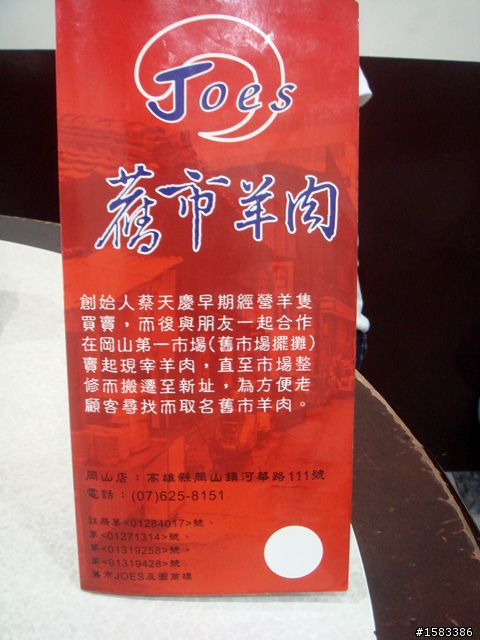 Joes
舊市羊肉
創始人蔡天慶早期經營羊隻
買賣，而後與朋友一起合作
在岡山第一市場(舊市場擺攤)
賣起現宰羊肉，直至市場整
修而搬遷至新址，為方便老
顧客尋找而取名舊市羊肉。
岡山店：高雄縣岡山鎮河華路111號
電話：(07)625-8151
註冊第<01284017>號、
第<01271314>號、
第<01319258>號、
第<01319428>號、
舊市JOES及圖商標
#1583386